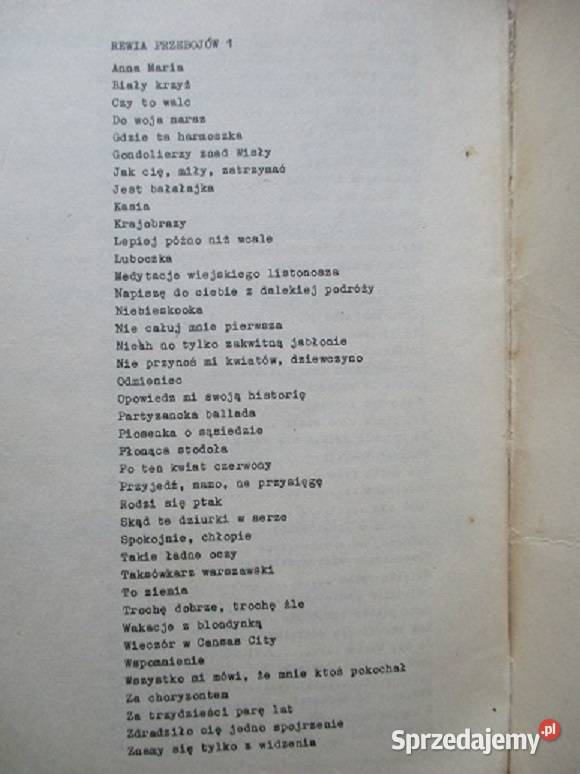 REWIA PRZEBOJÓW 1
Anna Maria
Biały krzyż
Czy to walc
Do woja marsz
Gdzie ta harmoszka
Gondolierzy znad Wisły
Jak cię, miły, zatrzymać
Jest bałałajka
Kasia
Krajobrazy
Lepiej późno niż wcale
Luboczka
Medytacje wiejskiego listonosza
Napiszę do ciebie z dalekiej podróży
Niebieskooka
Nie całuj mnie pierwsza
Niech no tylko zakwitną jabłonie
Nie przynoś mi kwiatów, dziewczyno
Odmieniec
Opowiedz mi swoją historię
Partyzancka ballada
Piosenka o sąsiedzie
Płonąca stodoła
Po ten kwiat czerwony
Przyjedź, mamo, na przysięgę
Rodzi się ptak
Skąd te dziurki w serze
Spokojnie, chłopie
Takie ładne oczy
Taksówkarz warszawski
To ziemia
Trochę dobrze, trochę źle
Wakacje z blondynką
Wieczór w Censas City
Wspomnienie
Wszystko mi mówi, że mnie ktoś pokochał
Za choryzontem
Za trzydzieści parę lat
Zdradziło cię jedno spojrzenie
Znamy się tylko z widzenia
Sprzedajemy.pl